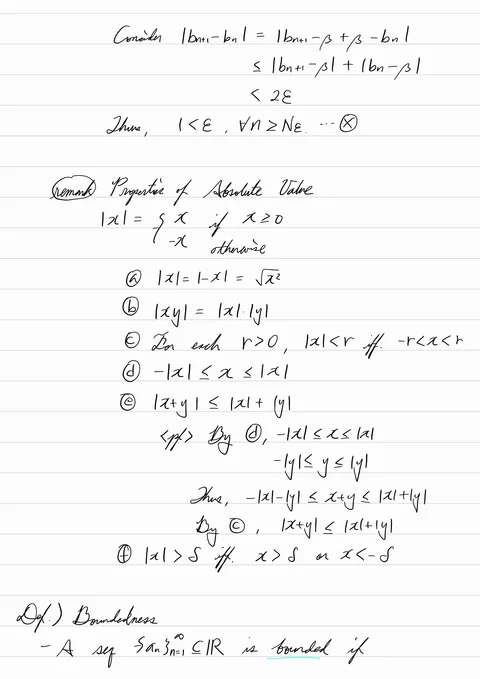 Consider |bn+1 - bn| = |bn+1 - β + β - bn|
≤ |bn+1 - β| + |bn - β|
< 2ε
Thus, 1 < ε, ∀n ≥ Nε ... ⊗
remark Properties of Absolute Value
|x| = { x if x ≥ 0
-x otherwise
ⓐ |x| = |-x| = √x²
ⓑ |xy| = |x|·|y|
ⓒ For each r>0, |x|<r iff -r<x<r
ⓓ -|x| ≤ x ≤ |x|
ⓔ |x+y| ≤ |x| + |y|
<pf> By ⓓ, -|x| ≤ x ≤ |x|
-|y| ≤ y ≤ |y|
Thus, -|x|-|y| ≤ x+y ≤ |x|+|y|
By ⓒ, |x+y| ≤ |x|+|y|
ⓕ |x| > δ iff x > δ or x < -δ
Def.) Boundedness
- A seq {an}∞n=1 ⊆ ℝ is bounded if